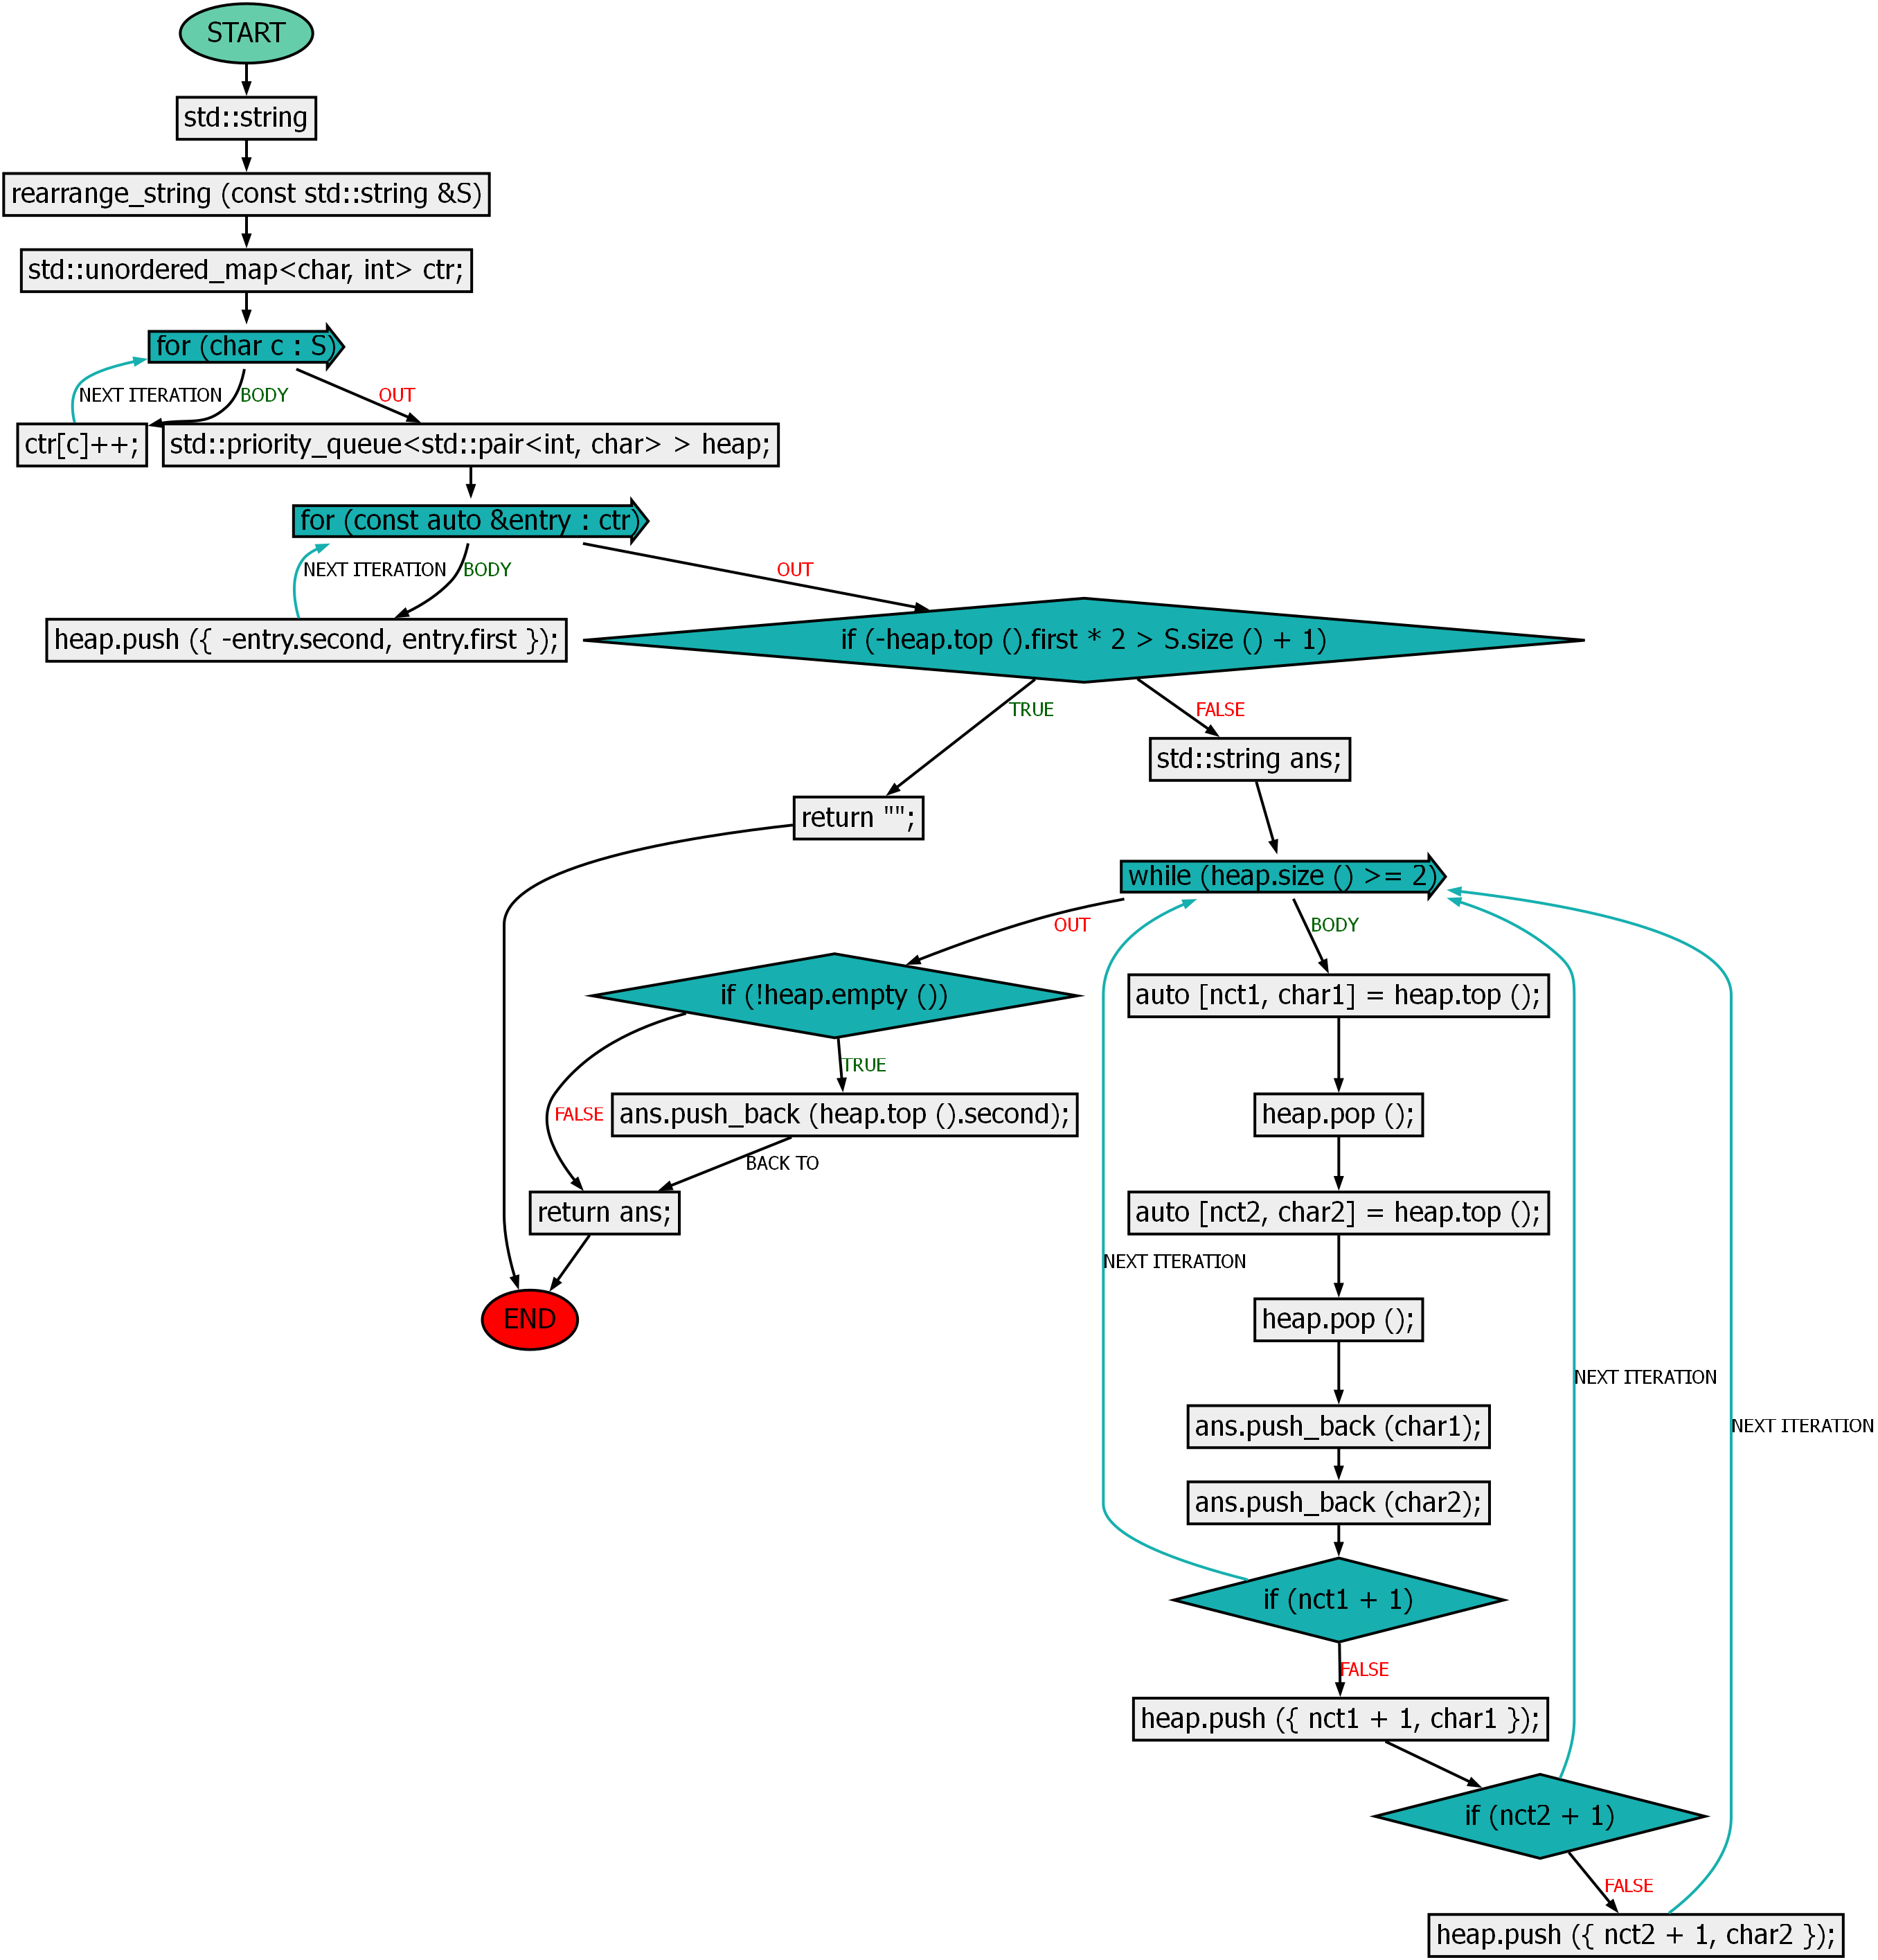 START
std::string
rearrange_string (const std::string &S)
std::unordered_map<char, int> ctr;
for (char c : S)
NEXT ITERATION
BODY
OUT
ctr[c]++;
std::priority_queue<std::pair<int, char> > heap;
for (const auto &entry : ctr)
NEXT ITERATION
BODY
OUT
heap.push ({ -entry.second, entry.first });
if (-heap.top ().first * 2 > S.size () + 1)
TRUE
FALSE
std::string ans;
return "";
while (heap.size () >= 2)
OUT
BODY
if (!heap.empty ())
auto [nct1, char1] = heap.top ();
TRUE
FALSE
ans.push_back (heap.top ().second);
heap.pop ();
BACK TO
return ans;
auto [nct2, char2] = heap.top ();
NEXT ITERATION
END
heap.pop ();
NEXT ITERATION
ans.push_back (char1);
NEXT ITERATION
ans.push_back (char2);
if (nct1 + 1)
FALSE
heap.push ({ nct1 + 1, char1 });
if (nct2 + 1)
FALSE
heap.push ({ nct2 + 1, char2 });